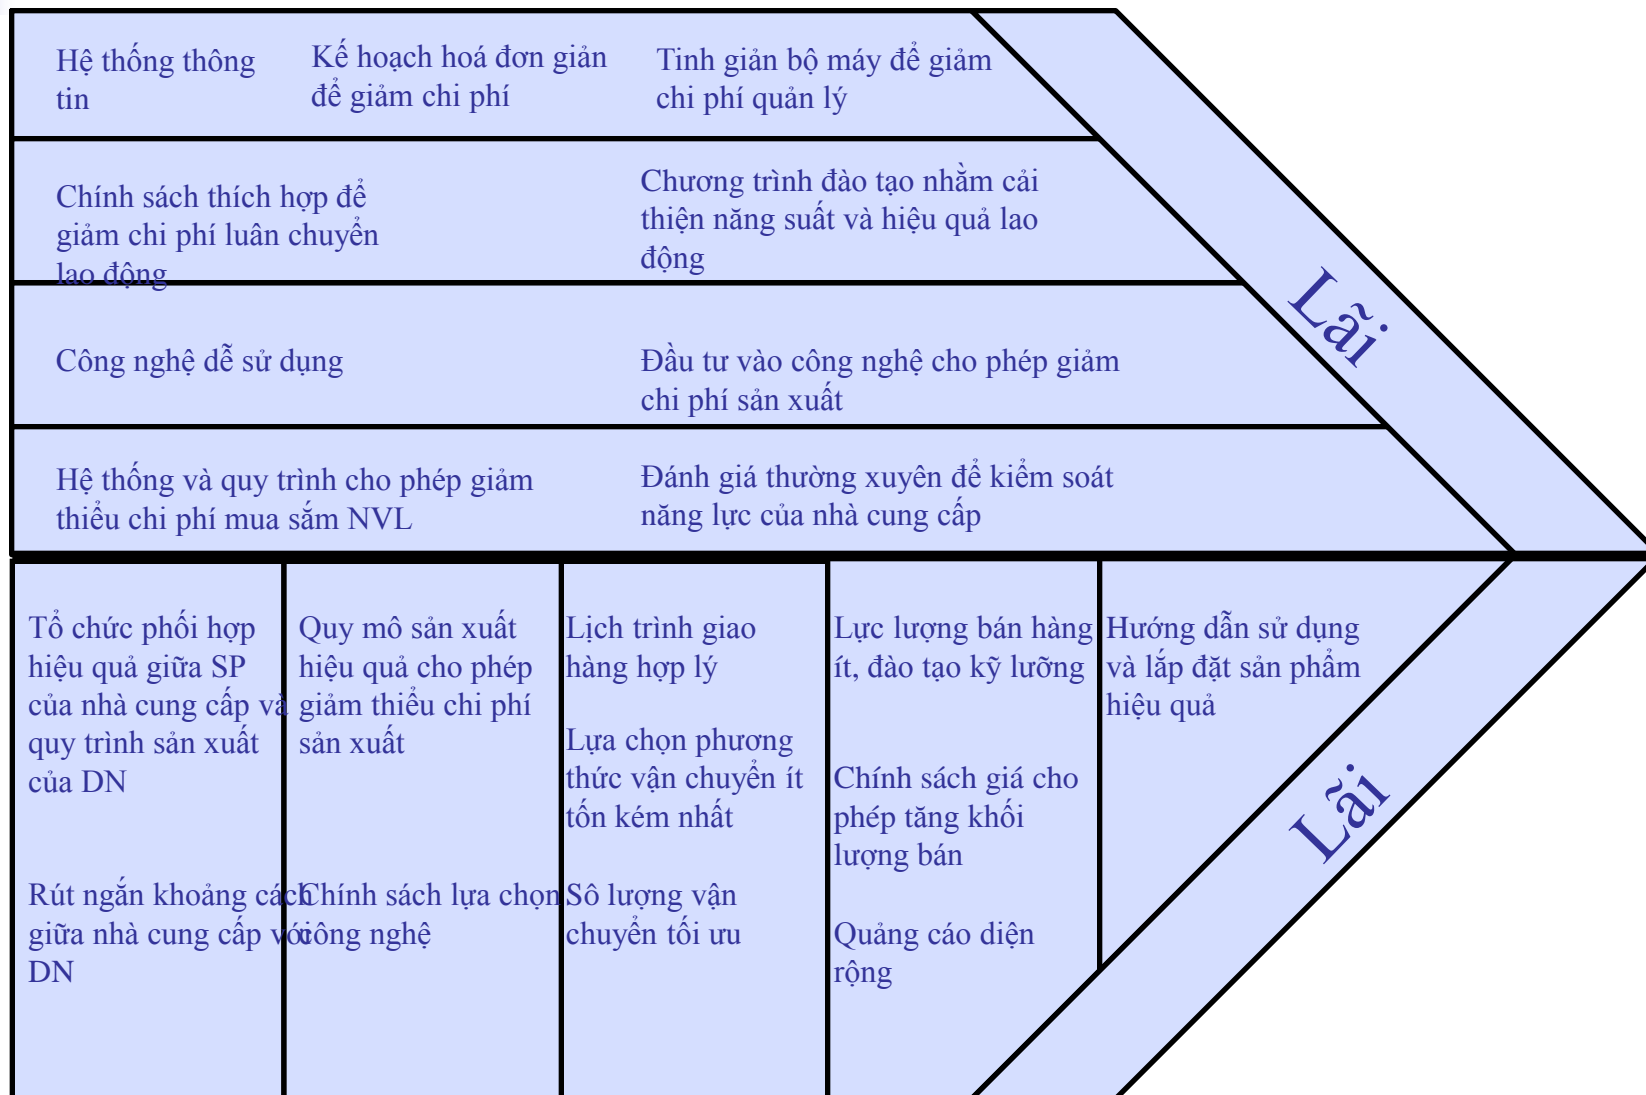 Hệ thống thông
tin
Kế hoạch hoá đơn giản
để giảm chi phí
Tinh giản bộ máy để giảm
chi phí quản lý
Chính sách thích hợp để
giảm chi phí luân chuyển
lao động
Chương trình đào tạo nhằm cải
thiện năng suất và hiệu quả lao
động
Công nghệ dễ sử dụng
Đầu tư vào công nghệ cho phép giảm
chi phí sản xuất
Hệ thống và quy trình cho phép giảm
thiểu chi phí mua sắm NVL
Đánh giá thường xuyên để kiểm soát
năng lực của nhà cung cấp
Lãi
Tổ chức phối hợp
hiệu quả giữa SP
của nhà cung cấp và
quy trình sản xuất
của DN
Rút ngắn khoảng cách
giữa nhà cung cấp với
DN
Quy mô sản xuất
hiệu quả cho phép
giảm thiểu chi phí
sản xuất
Chính sách lựa chọn
công nghệ
Lịch trình giao
hàng hợp lý
Lựa chọn phương
thức vận chuyển ít
tốn kém nhất
Sô lượng vận
chuyển tối ưu
Lực lượng bán hàng
ít, đào tạo kỹ lưỡng
Chính sách giá cho
phép tăng khối
lượng bán
Quảng cáo diện
rộng
Hướng dẫn sử dụng
và lắp đặt sản phẩm
hiệu quả
Lãi